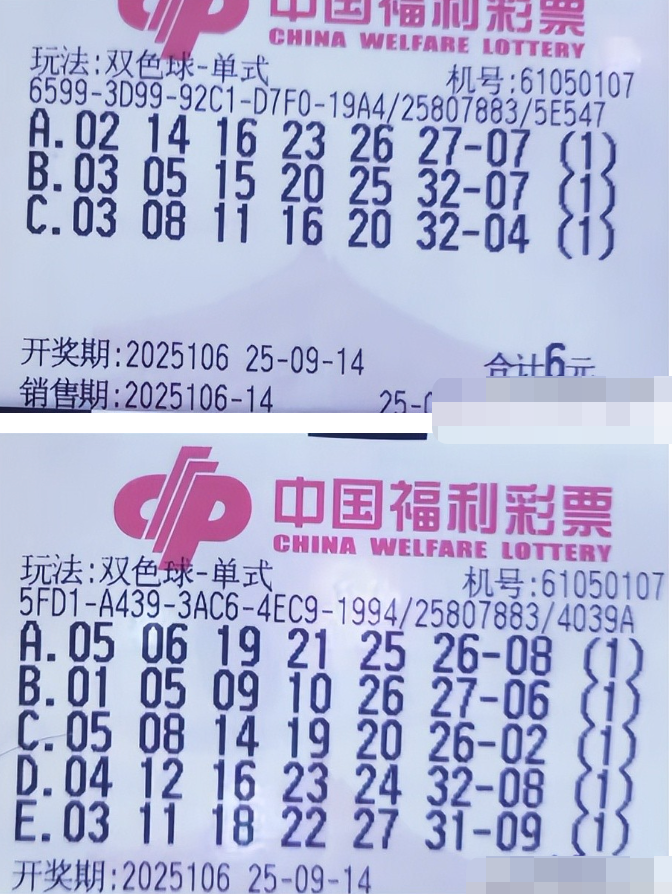 中国福利彩票
CHINA WELFARE LOTTERY
玩法:双色球-单式 机号:61050107
6599-3D99-92C1-D7F0-19A4/25807883/5E547
A.02 14 16 23 26 27-07 (1)
B.03 05 15 20 25 32-07 (1)
C.03 08 11 16 20 32-04 (1)
开奖期:2025106 25-09-14 合计6元
销售期:2025106-14 25-0
中国福利彩票
CHINA WELFARE LOTTERY
玩法:双色球-单式 机号:61050107
5FD1-A439-3AC6-4EC9-1994/25807883/4039A
A.05 06 19 21 25 26-08 (1)
B.01 05 09 10 26 27-06 (1)
C.05 08 14 19 20 26-02 (1)
D.04 12 16 23 24 32-08 (1)
E.03 11 18 22 27 31-09 (1)
开奖期:2025106 25-09-14